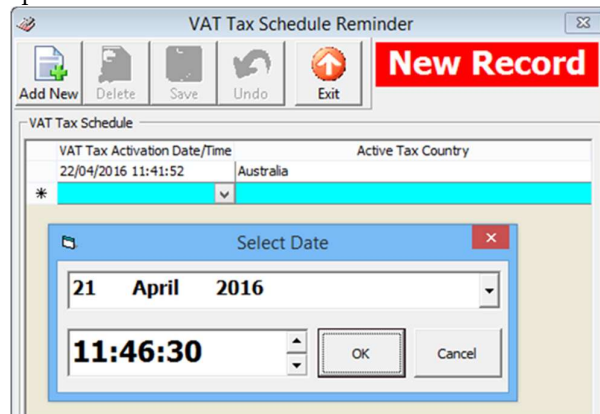 VAT Tax Schedule Reminder
New Record
Add New Delete Save Undo Exit
VAT Tax Schedule
VAT Tax Activation Date/Time Active Tax Country
22/04/2016 11:41:52 Australia
*
Select Date
21 April 2016
11:46:30
OK Cancel